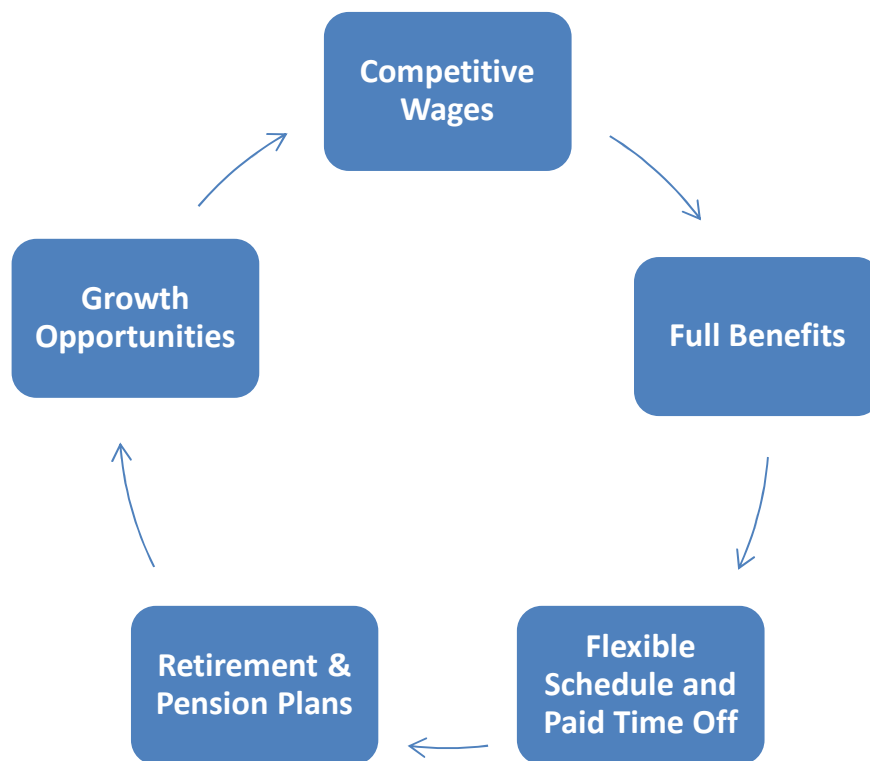 Competitive
Wages
Full Benefits
Flexible
Schedule and
Paid Time Off
Retirement &
Pension Plans
Growth
Opportunities